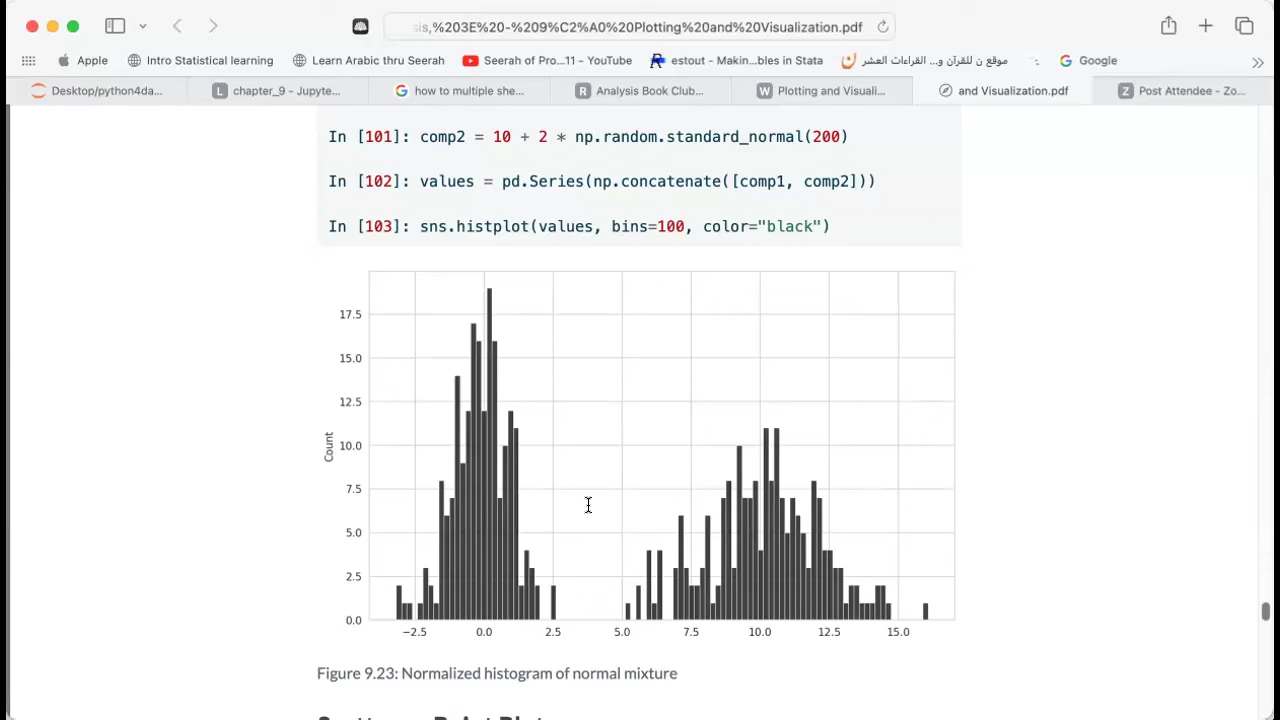 sis,%203E%20-%209%C2%A0%20Plotting%20and%20Visualization.pdf
Apple
Intro Statistical learning
Learn Arabic thru Seerah
Seerah of Pro...11 – YouTube
estout - Makin...bles in Stata
موقع ن للقرآن و... القراءات العشر
Google
Desktop/python4da...
chapter_9 - Jupyte...
how to multiple she...
Analysis Book Club...
Plotting and Visuali...
and Visualization.pdf
Post Attendee - Zo...
In [101]: comp2 = 10 + 2 * np.random.standard_normal(200)
In [102]: values = pd.Series(np.concatenate([comp1, comp2]))
In [103]: sns.histplot(values, bins=100, color="black")
17.5
15.0
12.5
10.0
7.5
5.0
2.5
0.0
Count
−2.5 0.0 2.5 5.0 7.5 10.0 12.5 15.0
Figure 9.23: Normalized histogram of normal mixture